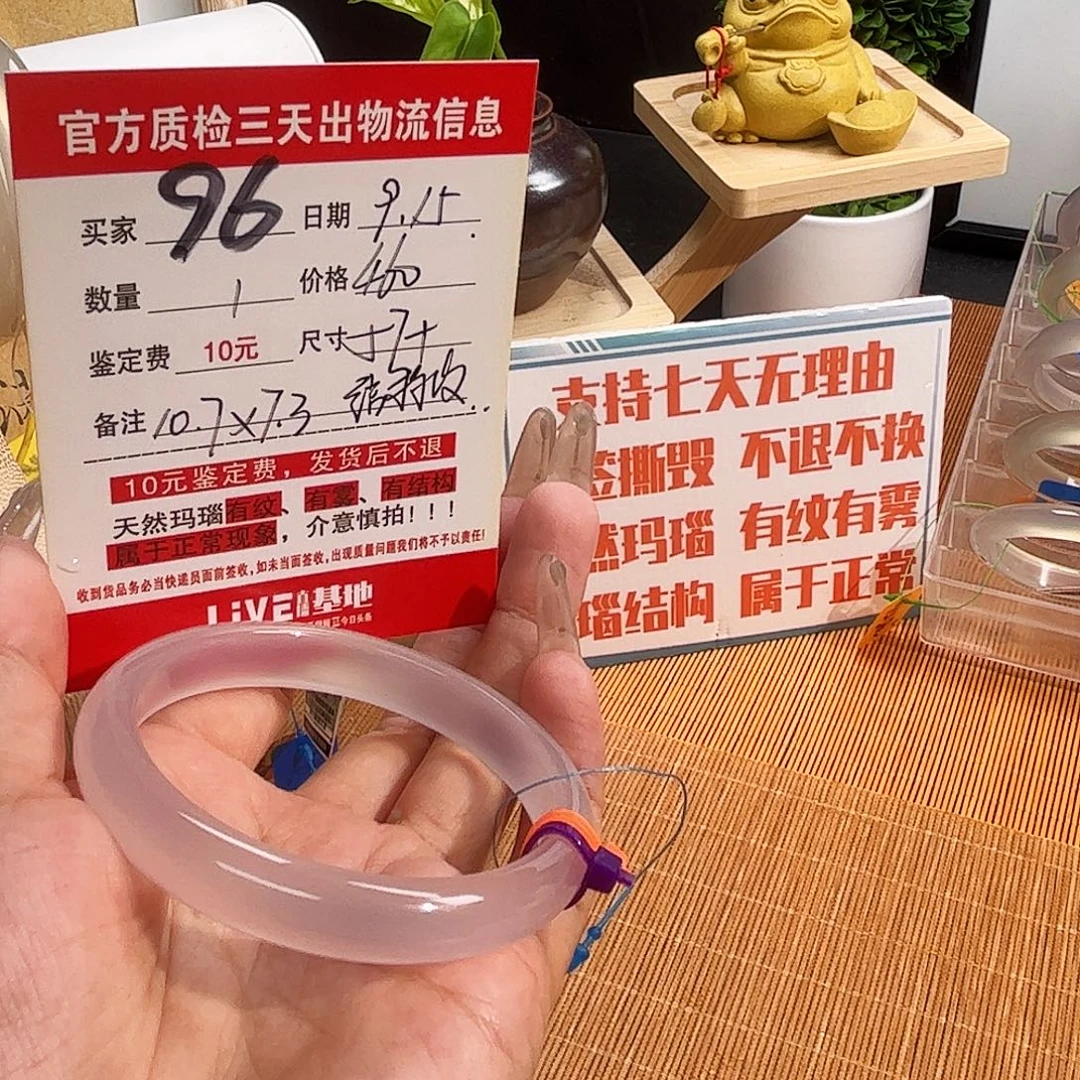 官方质检三天出物流信息
买家 96 日期 9.15
数量 1 价格 460
鉴定费 10元 尺寸 57+
备注 10.7×7.3
10元鉴定费，发货后不退
天然玛瑙有纹、有雾、有结构
属于正常现象，介意慎拍！！！
收到货品务必当快递员面前签收，如未当面签收，出现质量问题我们将不予以责任！
LiVE 基地
支持七天无理由
签撕毁 不退不换
然玛瑙 有纹有雾
瑙结构 属于正常